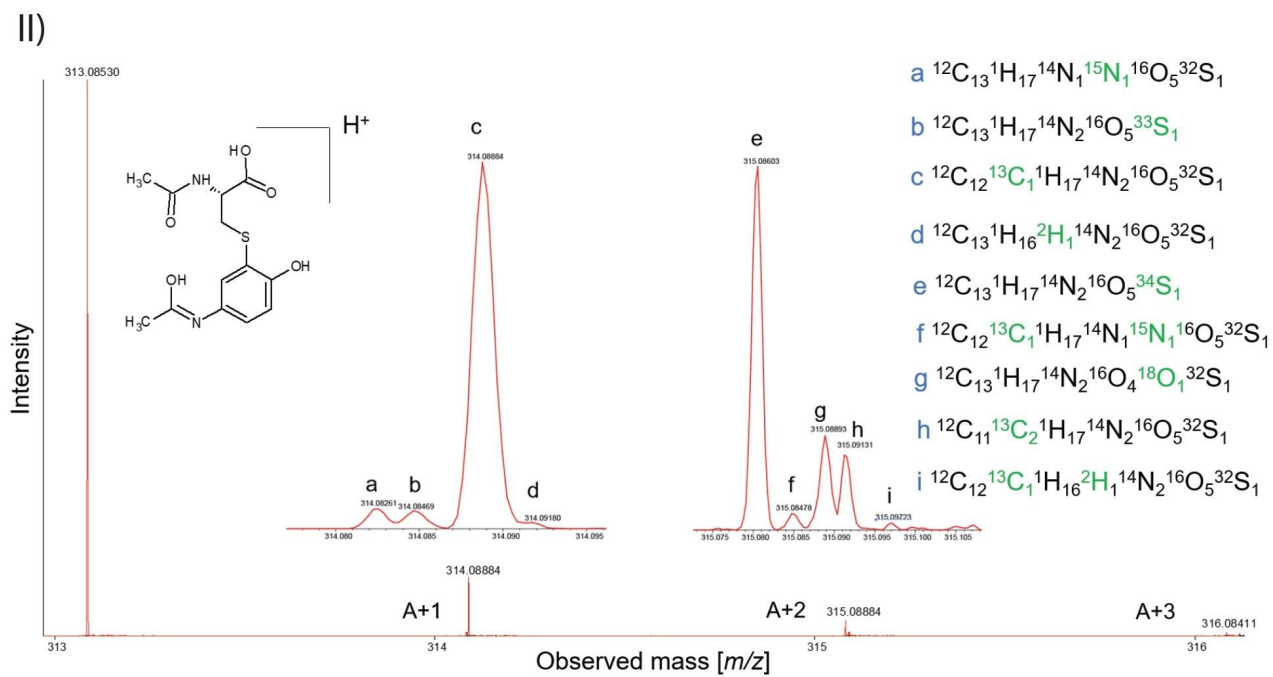 II)
313.08530
H⁺
HO
H₃C
NH
O
O
S
OH
OH
H₃C
N
c
314.08884
a
314.08261
b
314.08469
d
314.09180
314.080
314.085
314.090
314.095
e
315.08603
f
315.08478
g
315.08893
h
315.09131
i
315.09723
315.075
315.080
315.085
315.090
315.095
315.100
315.105
a ¹²C₁₃¹H₁₇¹⁴N₁¹⁵N₁¹⁶O₅³²S₁
b ¹²C₁₃¹H₁₇¹⁴N₂¹⁶O₅³³S₁
c ¹²C₁₂¹³C₁¹H₁₇¹⁴N₂¹⁶O₅³²S₁
d ¹²C₁₃¹H₁₆²H₁¹⁴N₂¹⁶O₅³²S₁
e ¹²C₁₃¹H₁₇¹⁴N₂¹⁶O₅³⁴S₁
f ¹²C₁₂¹³C₁¹H₁₇¹⁴N₁¹⁵N₁¹⁶O₅³²S₁
g ¹²C₁₃¹H₁₇¹⁴N₂¹⁶O₄¹⁸O₁³²S₁
h ¹²C₁₁¹³C₂¹H₁₇¹⁴N₂¹⁶O₅³²S₁
i ¹²C₁₂¹³C₁¹H₁₆²H₁¹⁴N₂¹⁶O₅³²S₁
Intensity
A+1
314.08884
A+2
315.08884
A+3
316.08411
313
314
315
316
Observed mass [m/z]